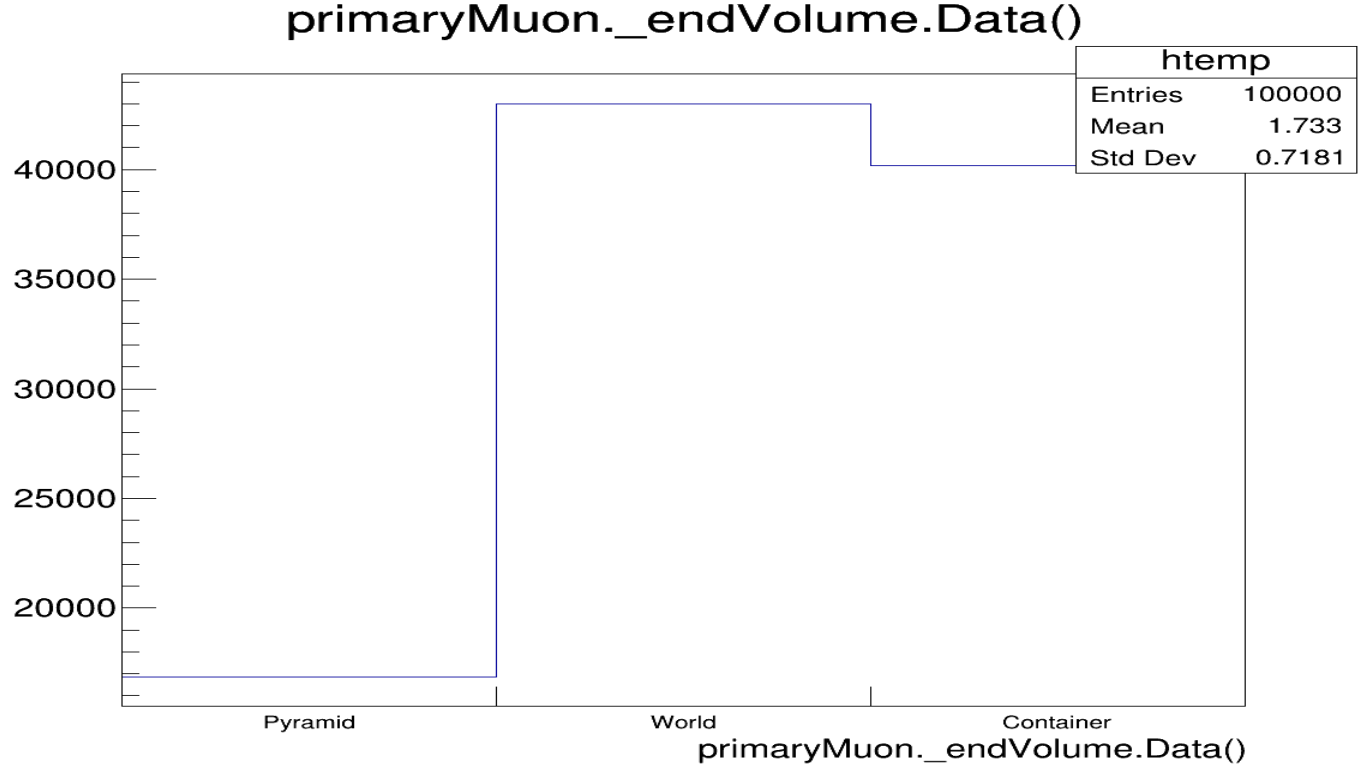 primaryMuon._endVolume.Data()
htemp
Entries 100000
Mean 1.733
Std Dev 0.7181
40000
35000
30000
25000
20000
Pyramid World Container
primaryMuon._endVolume.Data()